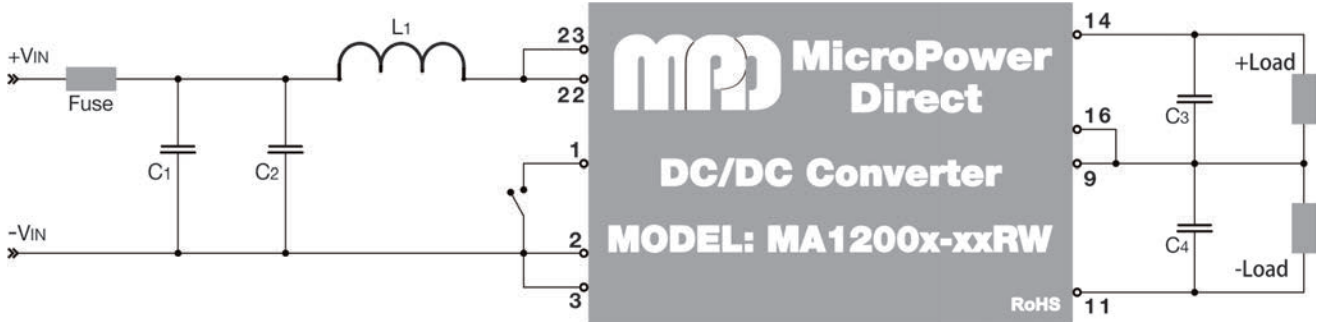 +VIN
Fuse
C1
C2
L1
-VIN
23
22
1
2
3
MPD MicroPower
Direct
DC/DC Converter
MODEL: MA1200x-xxRW
RoHS
14
16
9
11
C3
C4
+Load
-Load